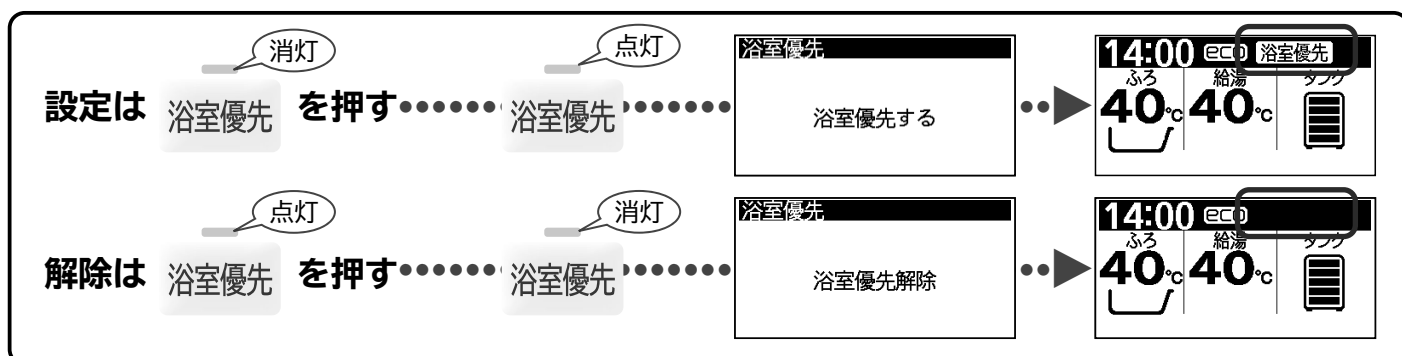 消灯
設定は 浴室優先 を押す
点灯
浴室優先
浴室優先
浴室優先する
14:00 eco 浴室優先
ふろ 給湯 タンク
40℃ 40℃
点灯
解除は 浴室優先 を押す
消灯
浴室優先
浴室優先
浴室優先解除
14:00 eco
ふろ 給湯 タンク
40℃ 40℃